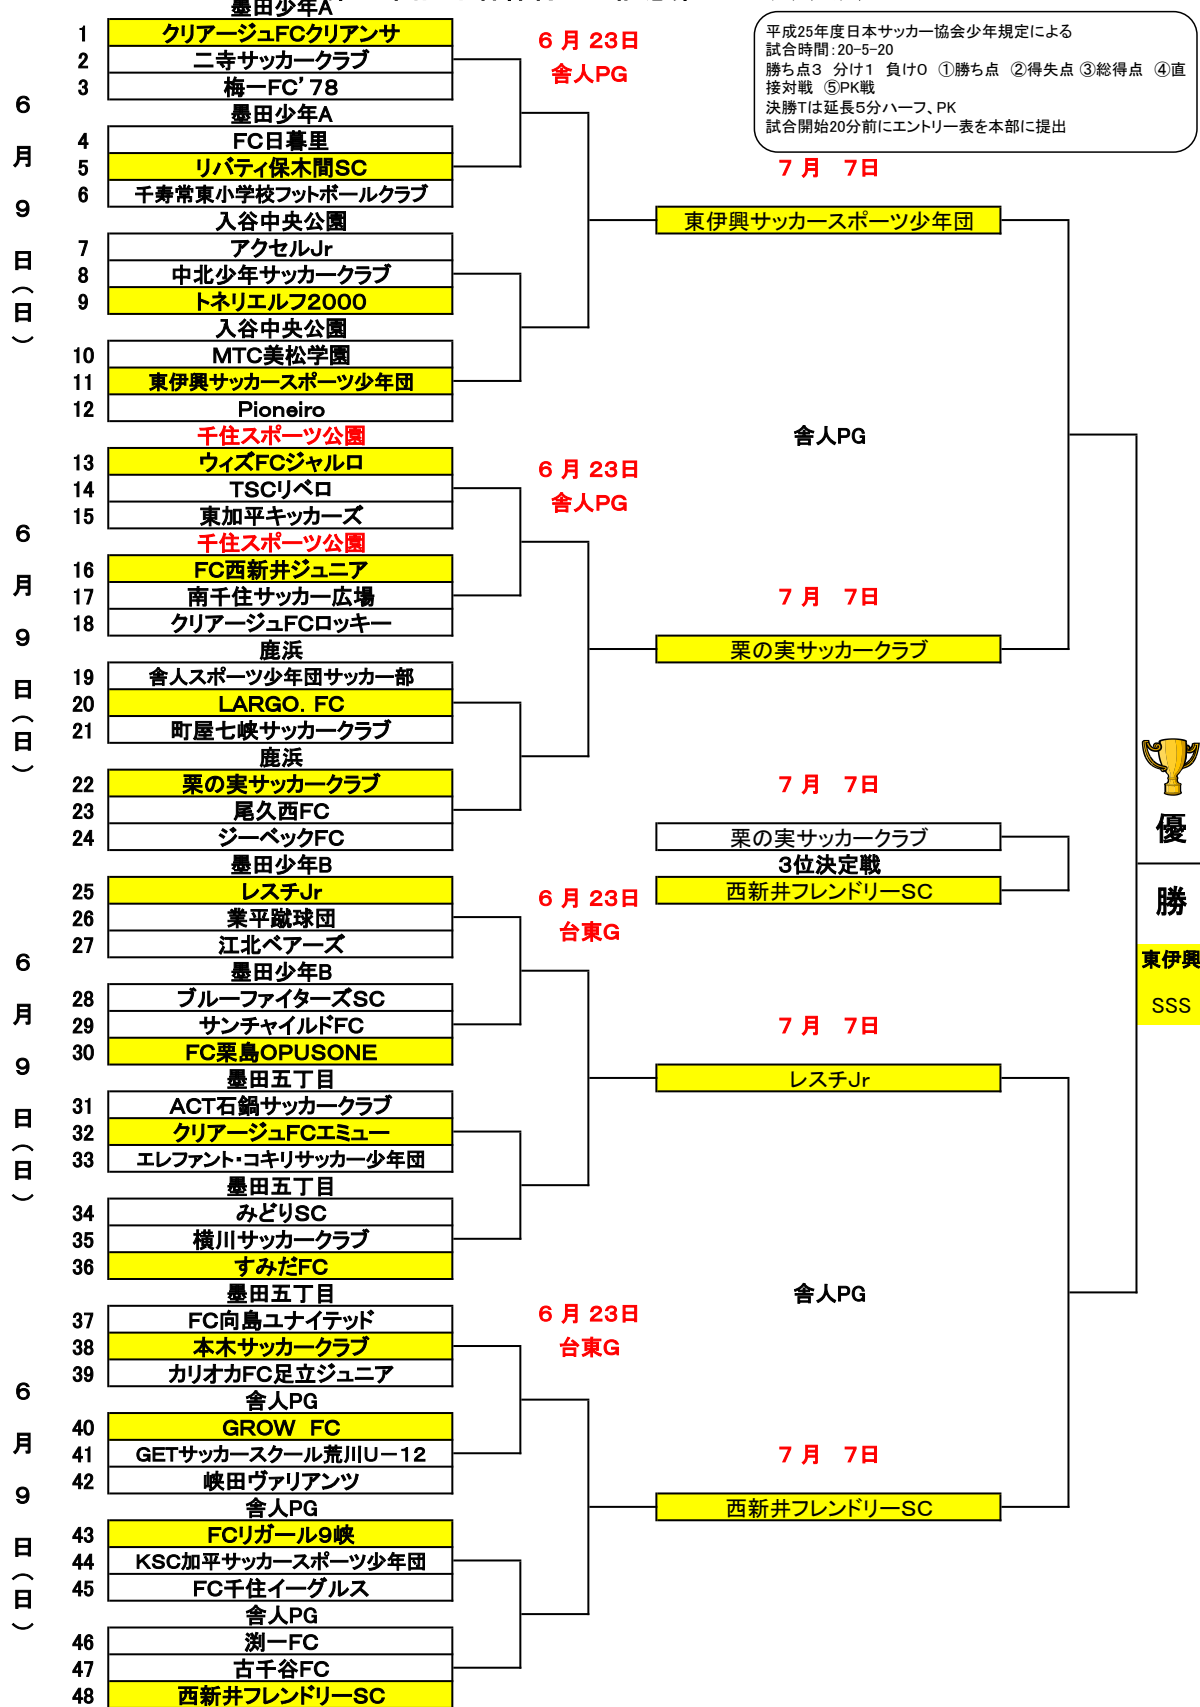 墨田少年A
1 クリアージュFCクリアンサ
2 二寺サッカークラブ
3 梅一FC’78
墨田少年A
4 FC日暮里
5 リバティ保木間SC
6 千寿常東小学校フットボールクラブ
入谷中央公園
7 アクセルJr
8 中北少年サッカークラブ
9 トネリエルフ2000
入谷中央公園
10 MTC美松学園
11 東伊興サッカースポーツ少年団
12 Pioneiro
6月9日(日)
千住スポーツ公園
13 ウィズFCジャルロ
14 TSCリベロ
15 東加平キッカーズ
千住スポーツ公園
16 FC西新井ジュニア
17 南千住サッカー広場
18 クリアージュFCロッキー
鹿浜
19 舎人スポーツ少年団サッカー部
20 LARGO．FC
21 町屋七峡サッカークラブ
鹿浜
22 栗の実サッカークラブ
23 尾久西FC
24 ジーベックFC
6月9日(日)
墨田少年B
25 レスチJr
26 業平蹴球団
27 江北ベアーズ
墨田少年B
28 ブルーファイターズSC
29 サンチャイルドFC
30 FC栗島OPUSONE
墨田五丁目
31 ACT石鍋サッカークラブ
32 クリアージュFCエミュー
33 エレファント・コキリサッカー少年団
墨田五丁目
34 みどりSC
35 横川サッカークラブ
36 すみだFC
6月9日(日)
墨田五丁目
37 FC向島ユナイテッド
38 本木サッカークラブ
39 カリオカFC足立ジュニア
舎人PG
40 GROW FC
41 GETサッカースクール荒川U－12
42 峡田ヴァリアンツ
舎人PG
43 FCリガール9峡
44 KSC加平サッカースポーツ少年団
45 FC千住イーグルス
舎人PG
46 渕一FC
47 古千谷FC
48 西新井フレンドリーSC
6月9日(日)
6月23日
舎人PG
6月23日
舎人PG
6月23日
台東G
6月23日
台東G
平成25年度日本サッカー協会少年規定による
試合時間：20-5-20
勝ち点3 分け1 負け0 ①勝ち点 ②得失点 ③総得点 ④直
接対戦 ⑤PK戦
決勝Tは延長5分ハーフ、PK
試合開始20分前にエントリー表を本部に提出
7月 7日
東伊興サッカースポーツ少年団
舎人PG
7月 7日
栗の実サッカークラブ
7月 7日
栗の実サッカークラブ
3位決定戦
西新井フレンドリーSC
7月 7日
レスチJr
舎人PG
7月 7日
西新井フレンドリーSC
優
勝
東伊興
SSS